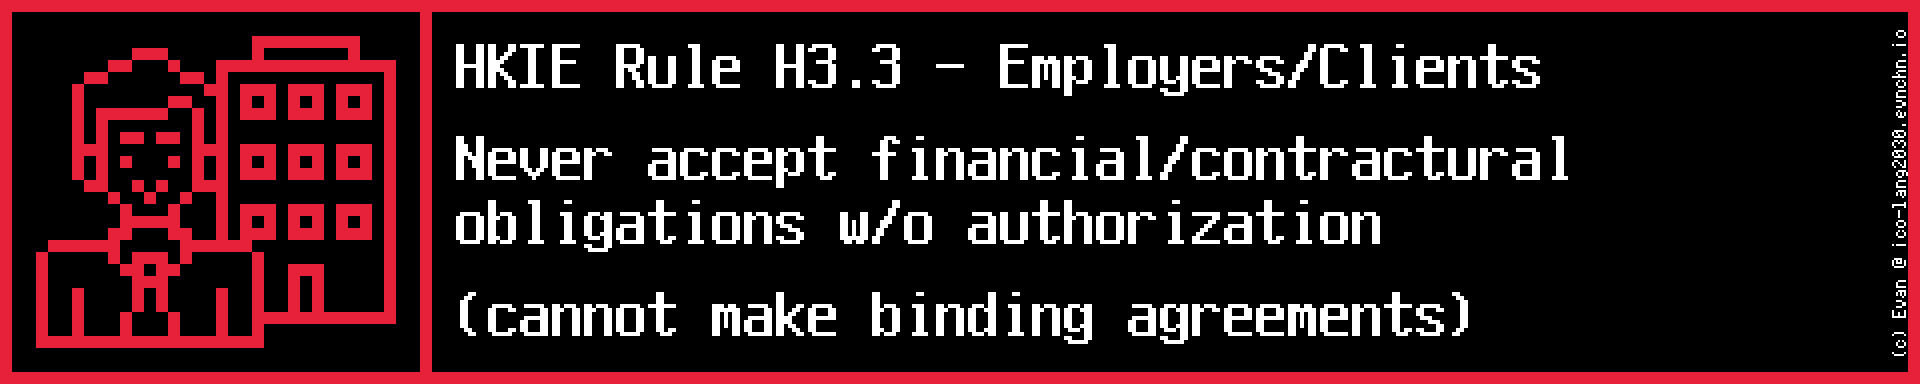 HKIE Rule H3.3 - Employers/Clients
Never accept financial/contractural
obligations w/o authorization
(cannot make binding agreements)
(c) Evan @ ico-lang2030.evnchn.io